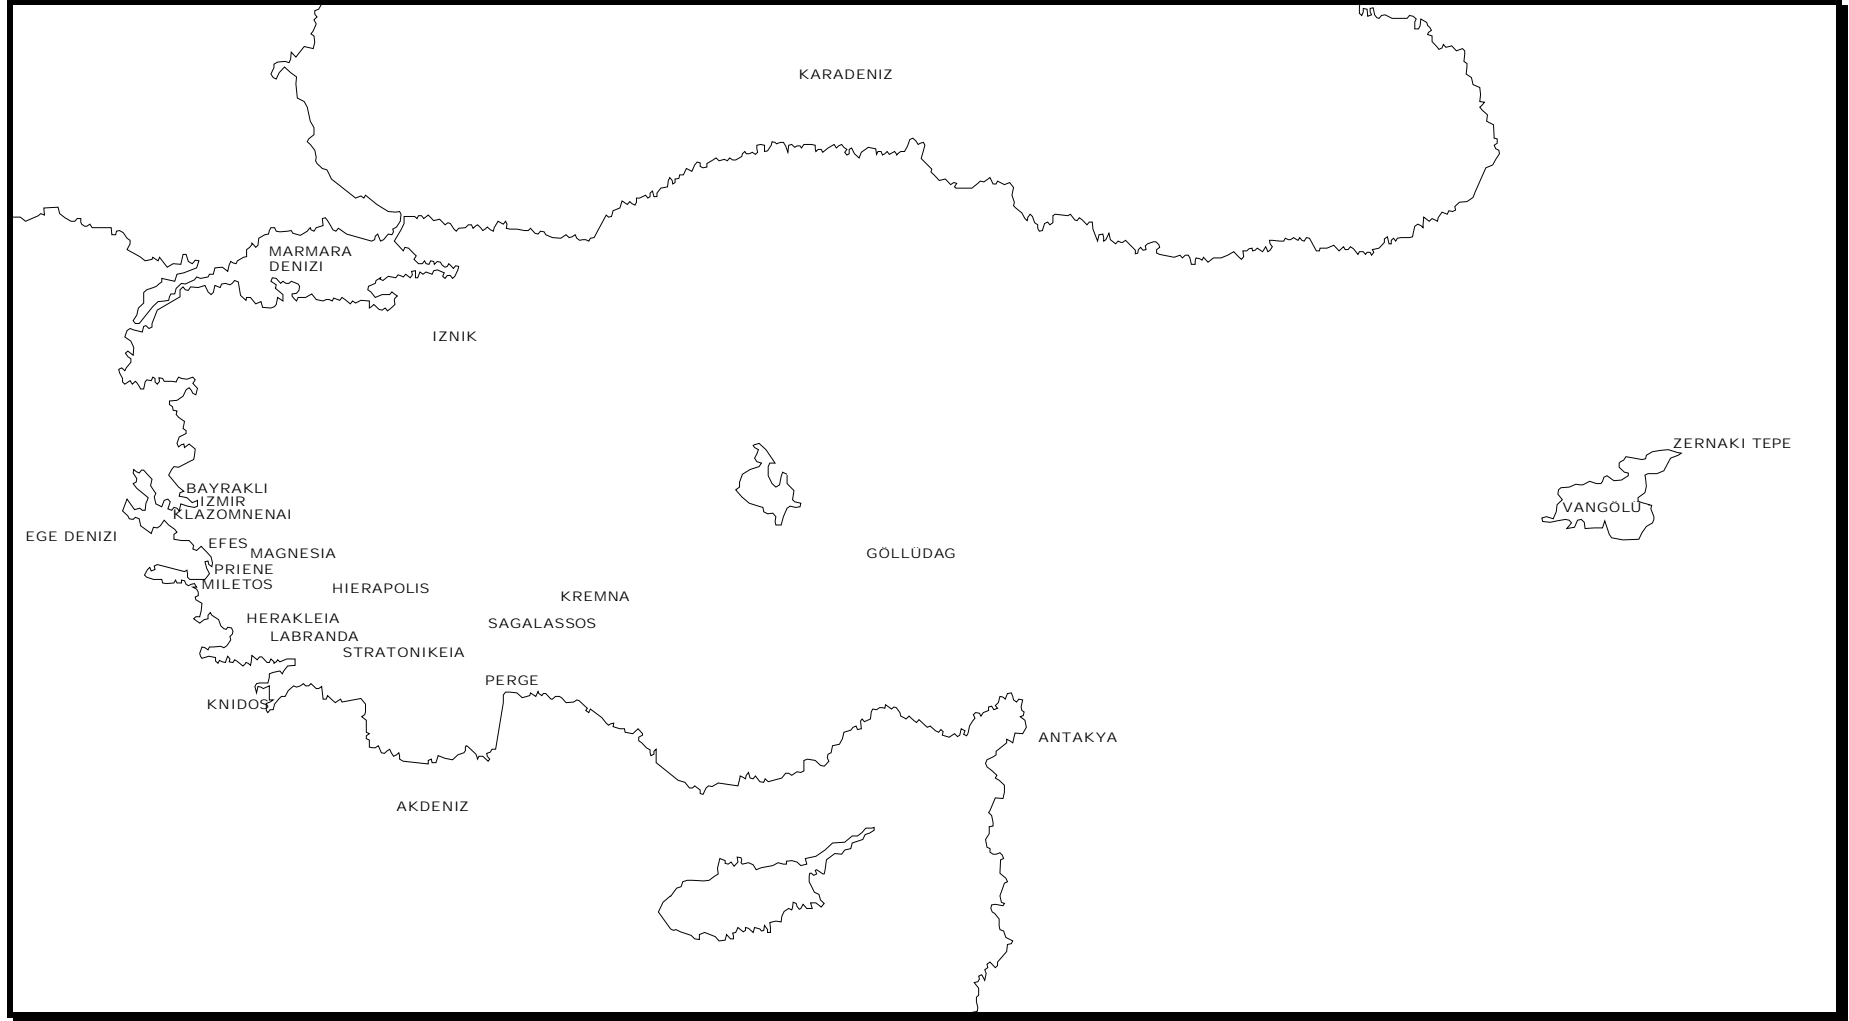 KARADENIZ
MARMARA
DENIZI
IZNIK
ZERNAKI TEPE
BAYRAKLI
IZMIR
KLAZOMNENAI
VANGÖLÜ
EGE DENIZI
EFES
MAGNESIA
GÖLLÜDAG
PRIENE
MILETOS
HIERAPOLIS
KREMNA
HERAKLEIA
SAGALASSOS
LABRANDA
STRATONIKEIA
PERGE
KNIDOS
ANTAKYA
AKDENIZ